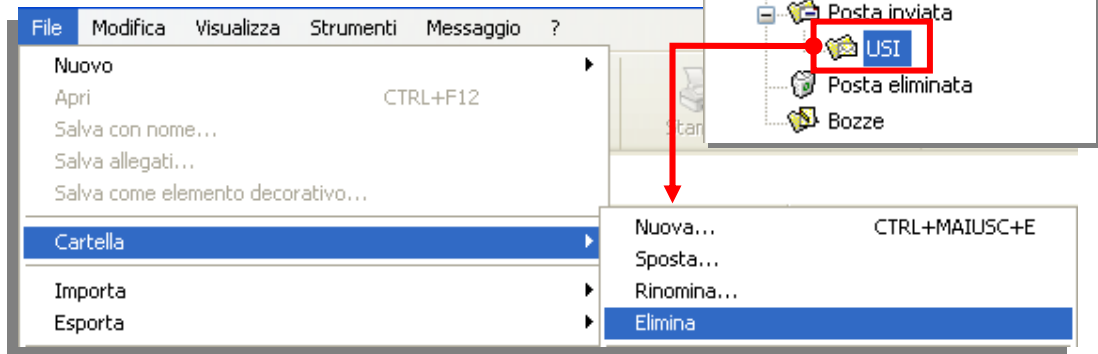 File Modifica Visualizza Strumenti Messaggio ?
Nuovo
Apri CTRL+F12
Salva con nome...
Salva allegati...
Salva come elemento decorativo...
Cartella
Importa
Esporta
Posta inviata
USI
Posta eliminata
Bozze
Nuova... CTRL+MAIUSC+E
Sposta...
Rinomina...
Elimina